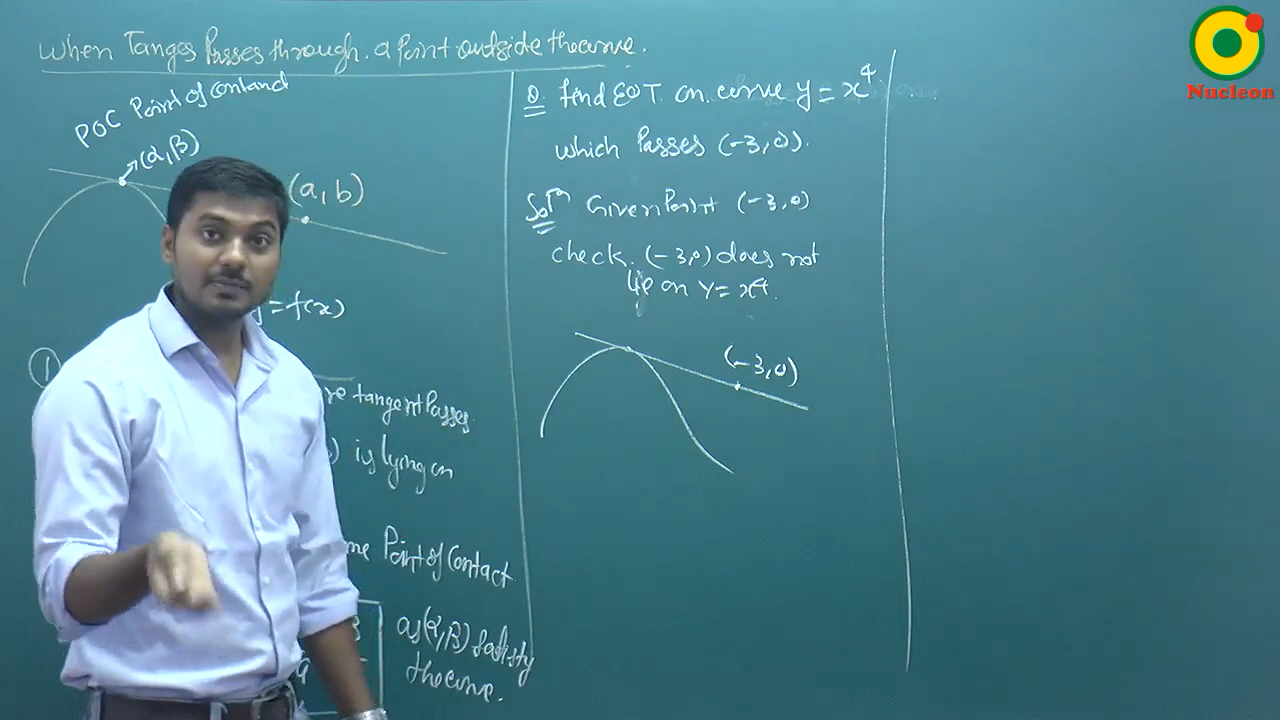 When Tanges Passes through a Point outside the curve.
POC Point of Contand
(α,β)
(a,b)
y=f(x)
①
re tangent Passes
) is lying on
me Point of Contact
as (α,β) satisfy
the curve.
Q. find EOT on curve y=x⁴
which Passes (-3,0).
Solⁿ Given Point (-3,0)
check. (-3,0) does not
lie on y=x⁴.
(-3,0)
Nucleon